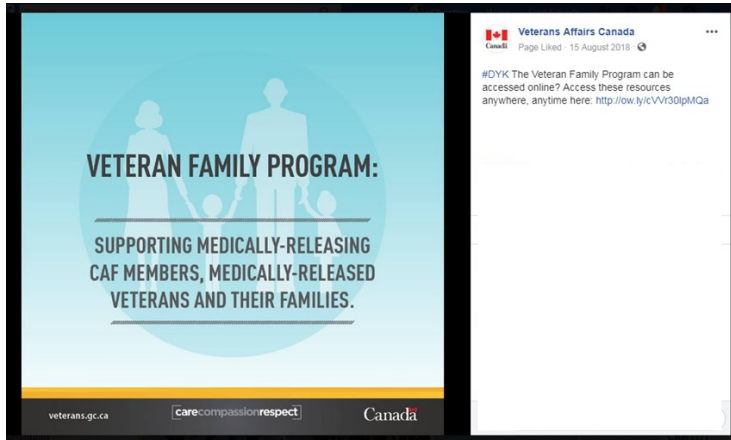 VETERAN FAMILY PROGRAM:
SUPPORTING MEDICALLY-RELEASING
CAF MEMBERS, MEDICALLY-RELEASED
VETERANS AND THEIR FAMILIES.
veterans.gc.ca
carecompassionrespect
Canada
Canada
Veterans Affairs Canada
Page Liked · 15 August 2018 ·
#DYK The Veteran Family Program can be
accessed online? Access these resources
anywhere, anytime here: http://ow.ly/cVVr30lpMQa